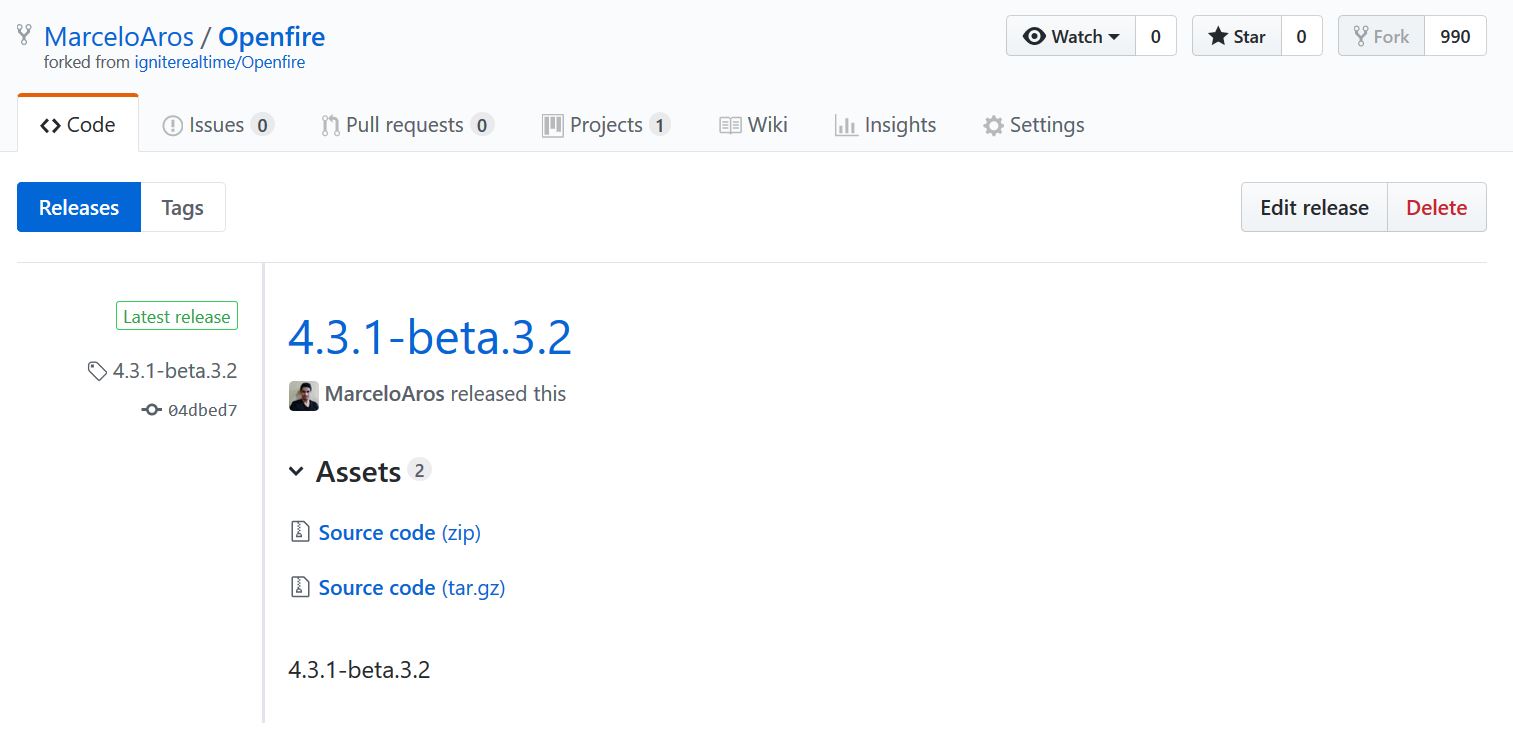 MarceloAros / Openfire
forked from igniterealtime/Openfire
Watch 0 Star 0 Fork 990
Code Issues 0 Pull requests 0 Projects 1 Wiki Insights Settings
Releases Tags
Edit release Delete
Latest release
4.3.1-beta.3.2
04dbed7
4.3.1-beta.3.2
MarceloAros released this
Assets 2
Source code (zip)
Source code (tar.gz)
4.3.1-beta.3.2